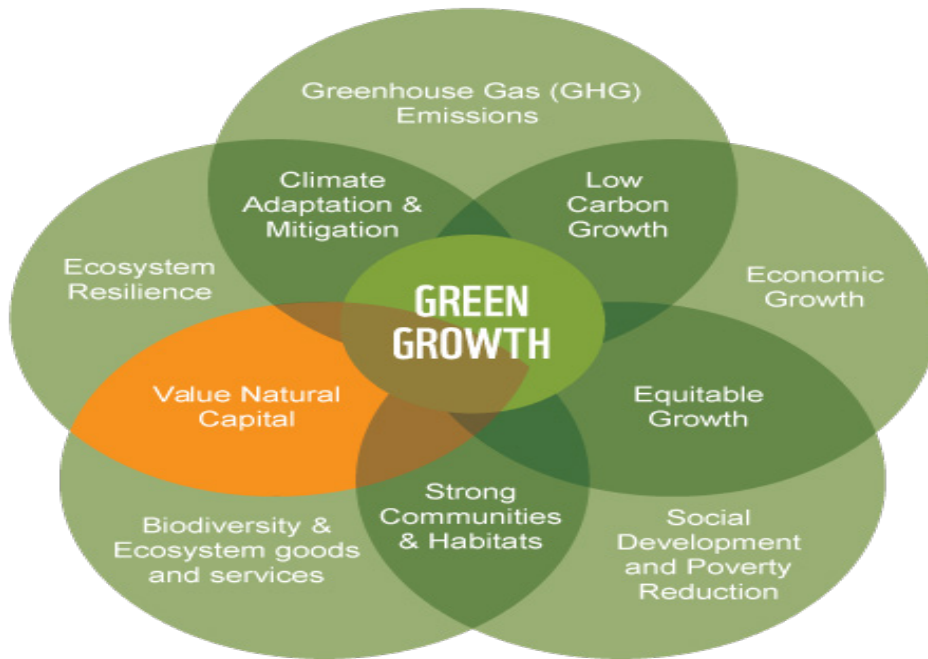 Greenhouse Gas (GHG)
Emissions
Climate
Adaptation &
Mitigation
Low
Carbon
Growth
Ecosystem
Resilience
Economic
Growth
GREEN
GROWTH
Value Natural
Capital
Equitable
Growth
Strong
Communities
& Habitats
Biodiversity &
Ecosystem goods
and services
Social
Development
and Poverty
Reduction